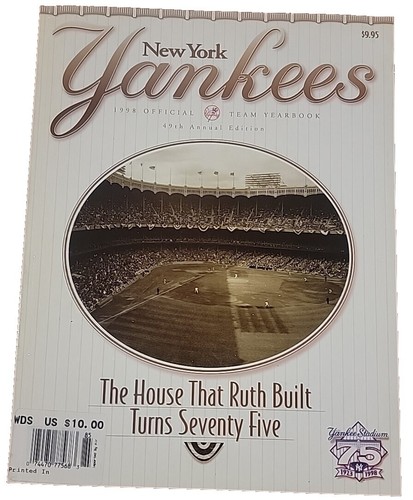 $9.95
New York
Yankees
1998 OFFICIAL TEAM YEARBOOK
49th Annual Edition
The House That Ruth Built
Turns Seventy Five
WDS US $10.00
Yankee Stadium
75
1923 1998
Printed In